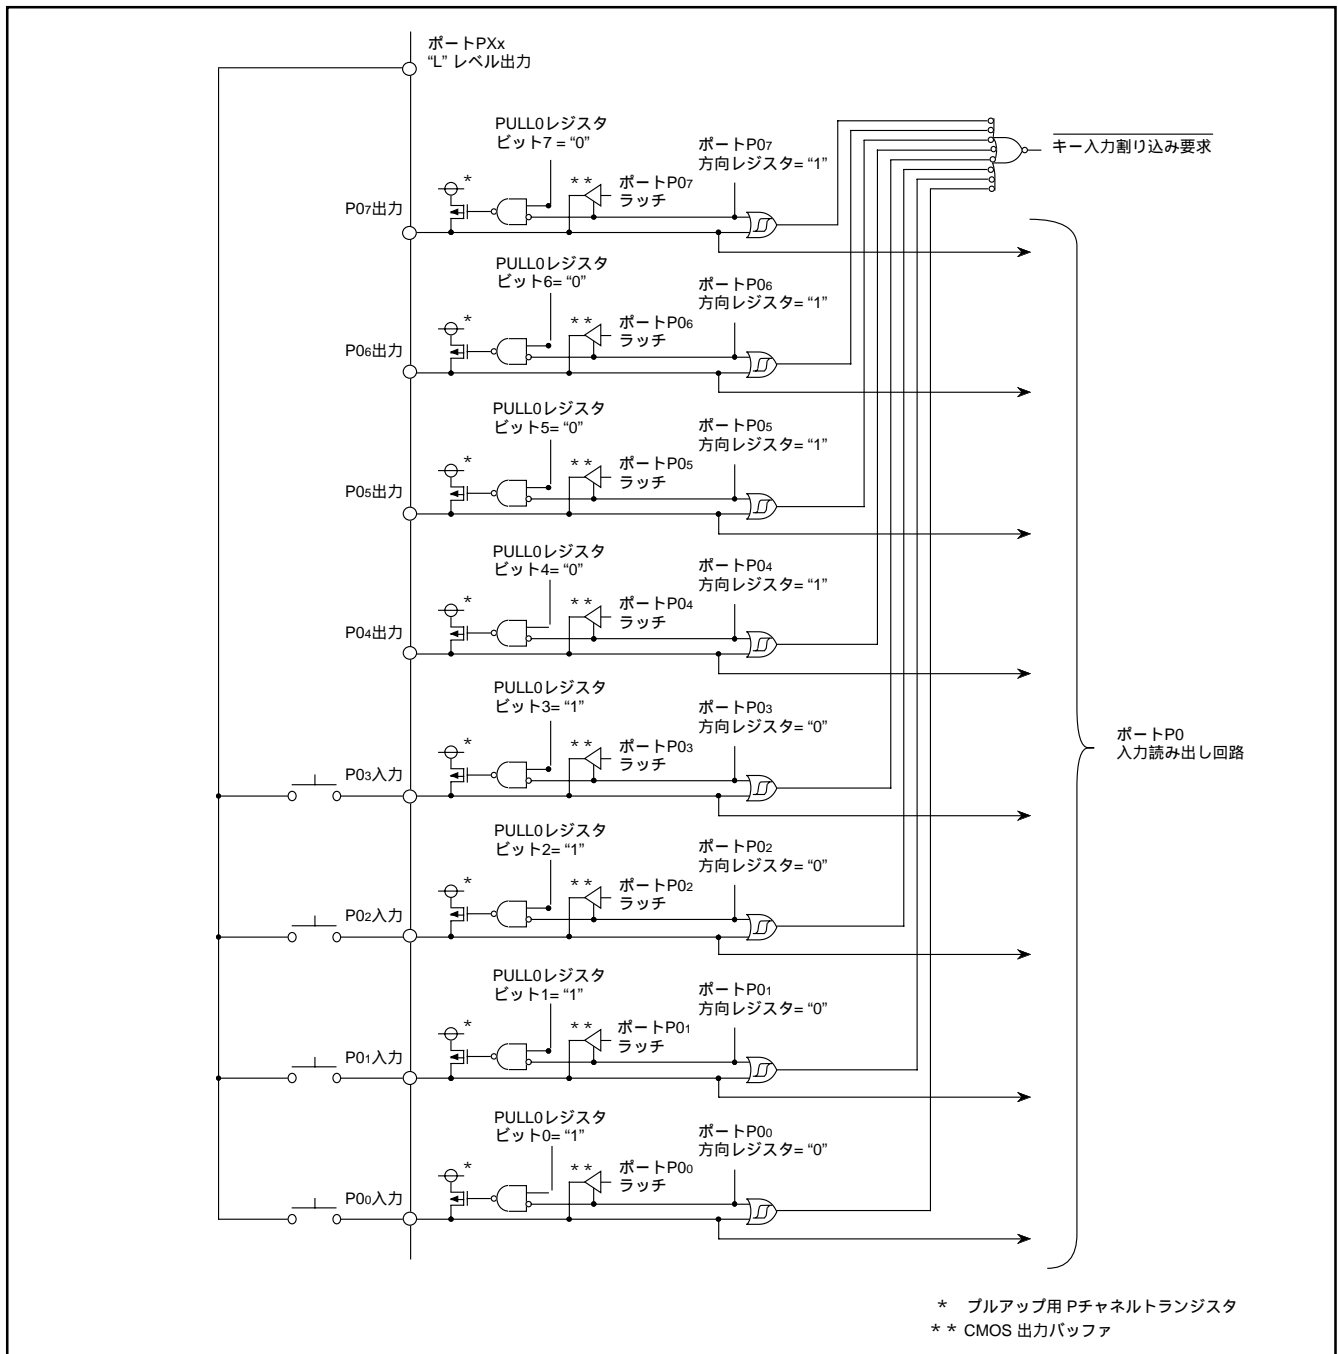 ポートPXx
“L” レベル出力
PULL0レジスタ
ビット7 = “0”
ポートP07
方向レジスタ= “1”
キー入力割り込み要求
*
* *
ポートP07
ラッチ
P07出力
PULL0レジスタ
ビット6= “0”
ポートP06
方向レジスタ= “1”
*
* *
ポートP06
ラッチ
P06出力
PULL0レジスタ
ビット5= “0”
ポートP05
方向レジスタ= “1”
*
* *
ポートP05
ラッチ
P05出力
PULL0レジスタ
ビット4= “0”
ポートP04
方向レジスタ= “1”
*
* *
ポートP04
ラッチ
P04出力
PULL0レジスタ
ビット3= “1”
ポートP03
方向レジスタ= “0”
*
* *
ポートP03
ラッチ
P03入力
ポートP0
入力読み出し回路
PULL0レジスタ
ビット2= “1”
ポートP02
方向レジスタ= “0”
*
* *
ポートP02
ラッチ
P02入力
PULL0レジスタ
ビット1= “1”
ポートP01
方向レジスタ= “0”
*
* *
ポートP01
ラッチ
P01入力
PULL0レジスタ
ビット0= “1”
ポートP00
方向レジスタ= “0”
*
* *
ポートP00
ラッチ
P00入力
* プルアップ用 Pチャネルトランジスタ
* * CMOS 出力バッファ